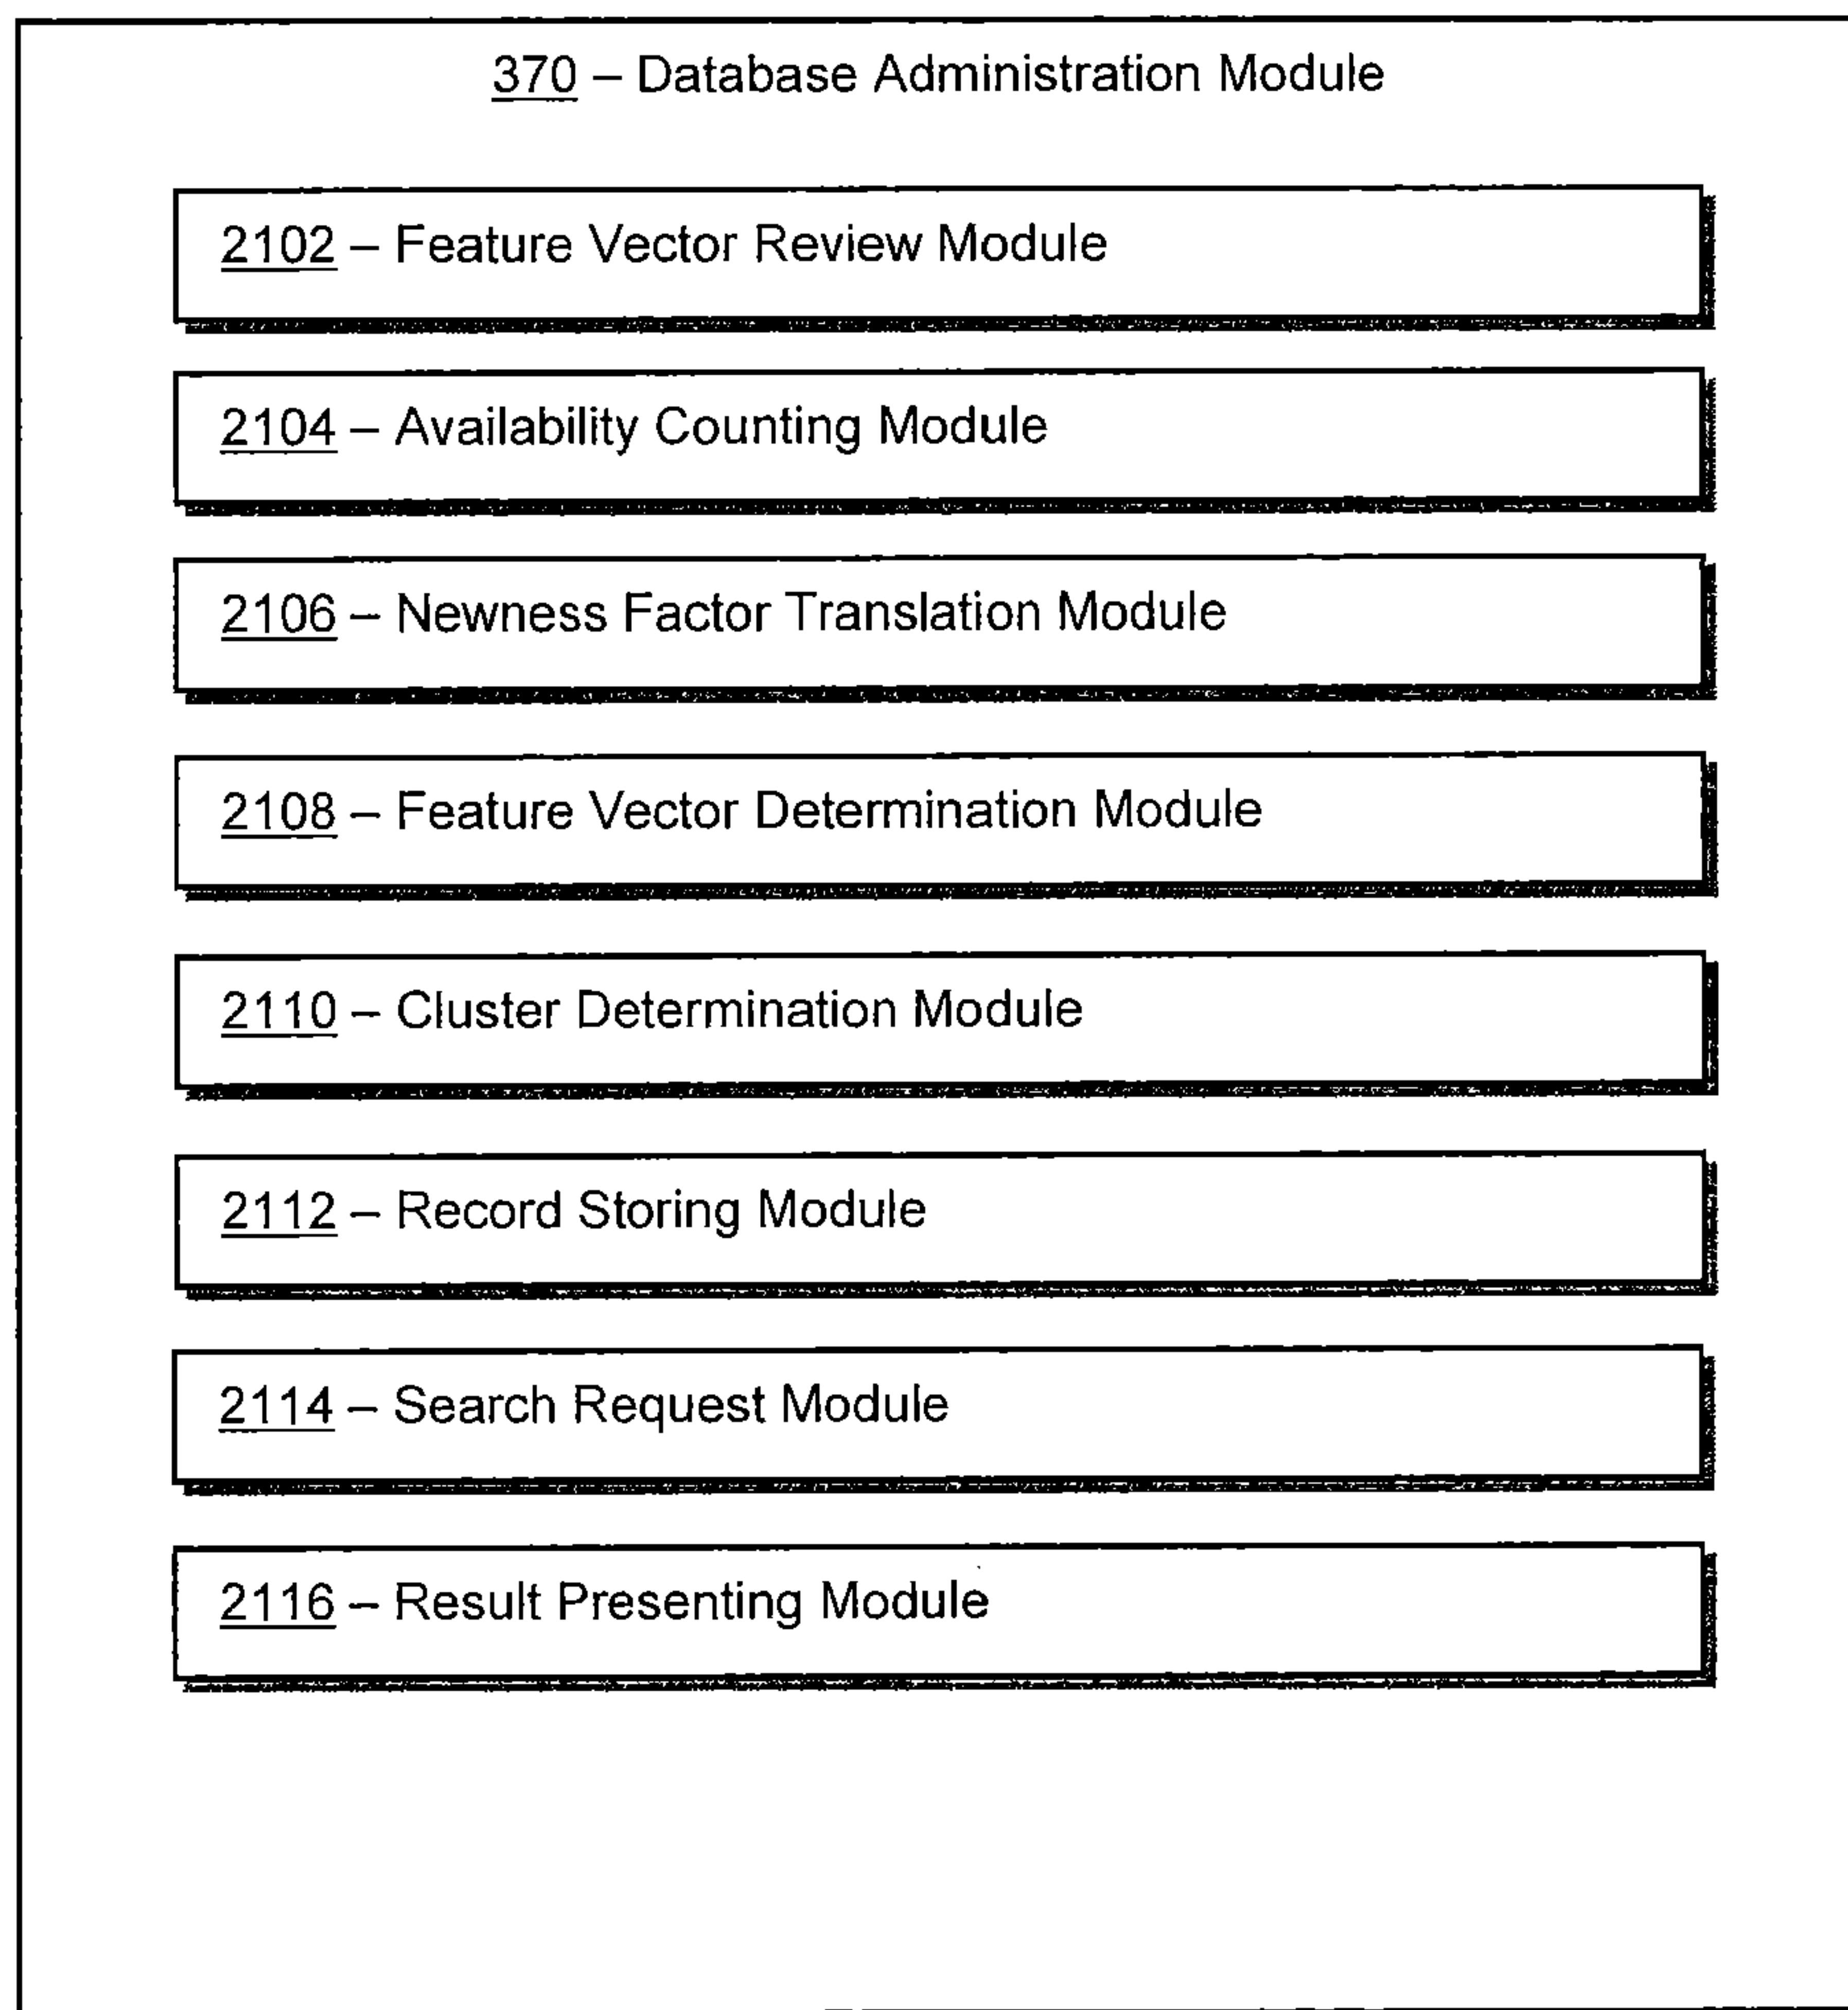 370 – Database Administration Module
2102 – Feature Vector Review Module
2104 – Availability Counting Module
2106 – Newness Factor Translation Module
2108 – Feature Vector Determination Module
2110 – Cluster Determination Module
2112 – Record Storing Module
2114 – Search Request Module
2116 – Result Presenting Module